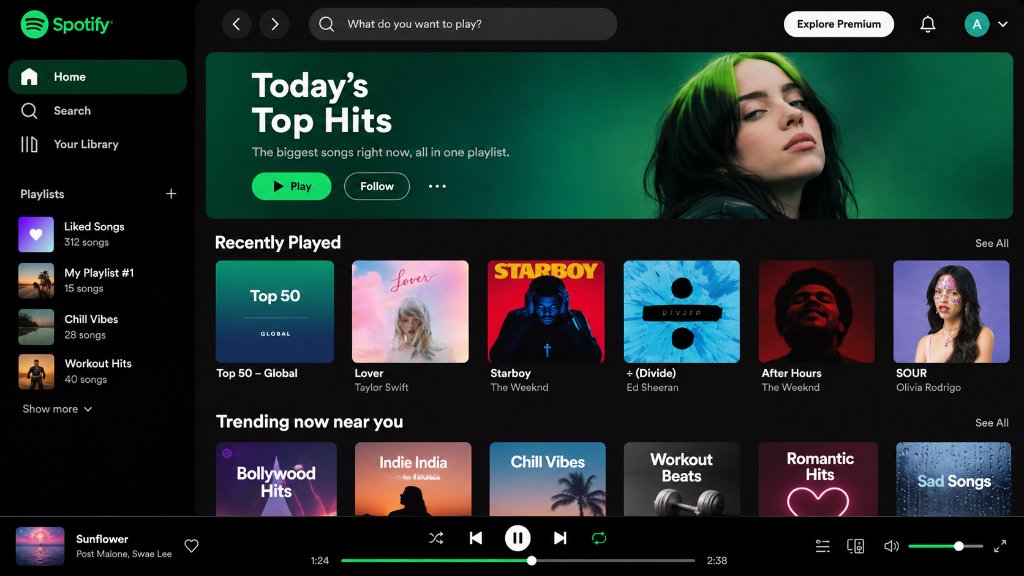 Spotify
What do you want to play?
Explore Premium
A
Home
Search
Your Library
Playlists
Liked Songs
312 songs
My Playlist #1
15 songs
Chill Vibes
28 songs
Workout Hits
40 songs
Show more
Today's
Top Hits
The biggest songs right now, all in one playlist.
Play
Follow
Recently Played
See All
Top 50
GLOBAL
Lover
STARBOY
Top 50 – Global
Lover
Taylor Swift
Starboy
The Weeknd
÷ (Divide)
Ed Sheeran
After Hours
The Weeknd
SOUR
Olivia Rodrigo
Trending now near you
See All
Bollywood
Hits
Indie India
Chill Vibes
Workout
Beats
Romantic
Hits
Sad Songs
Sunflower
Post Malone, Swae Lee
1:24
2:38